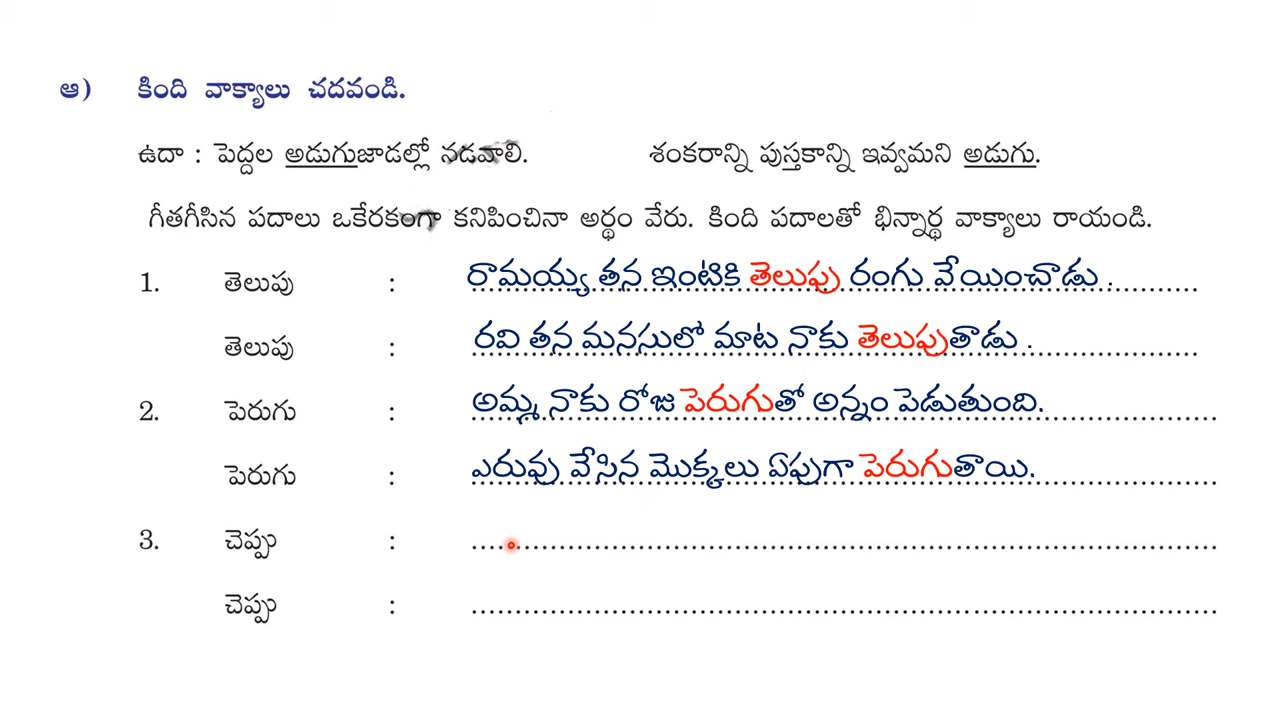 ఆ) కింది వాక్యాలు చదవండి.
ఉదా : పెద్దల అడుగుజాడల్లో నడవాలి. శంకరాన్ని పుస్తకాన్ని ఇవ్వమని అడుగు.
గీతగీసిన పదాలు ఒకేరకంగా కనిపించినా అర్థం వేరు. కింది పదాలతో భిన్నార్థ వాక్యాలు రాయండి.
1. తెలుపు : రామయ్య తన ఇంటికి తెలుపు రంగు వేయించాడు .
తెలుపు : రవి తన మనసులో మాట నాకు తెలుపుతాడు .
2. పెరుగు : అమ్మ నాకు రోజు పెరుగుతో అన్నం పెడుతుంది.
పెరుగు : ఎరువు వేసిన మొక్కలు ఏపుగా పెరుగుతాయి.
3. చెప్పు :
చెప్పు :